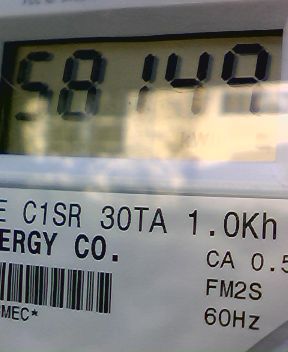 58149
E C1SR 30TA 1.0Kh
ERGY CO.
CA 0.5
FM2S
60Hz
MEC*